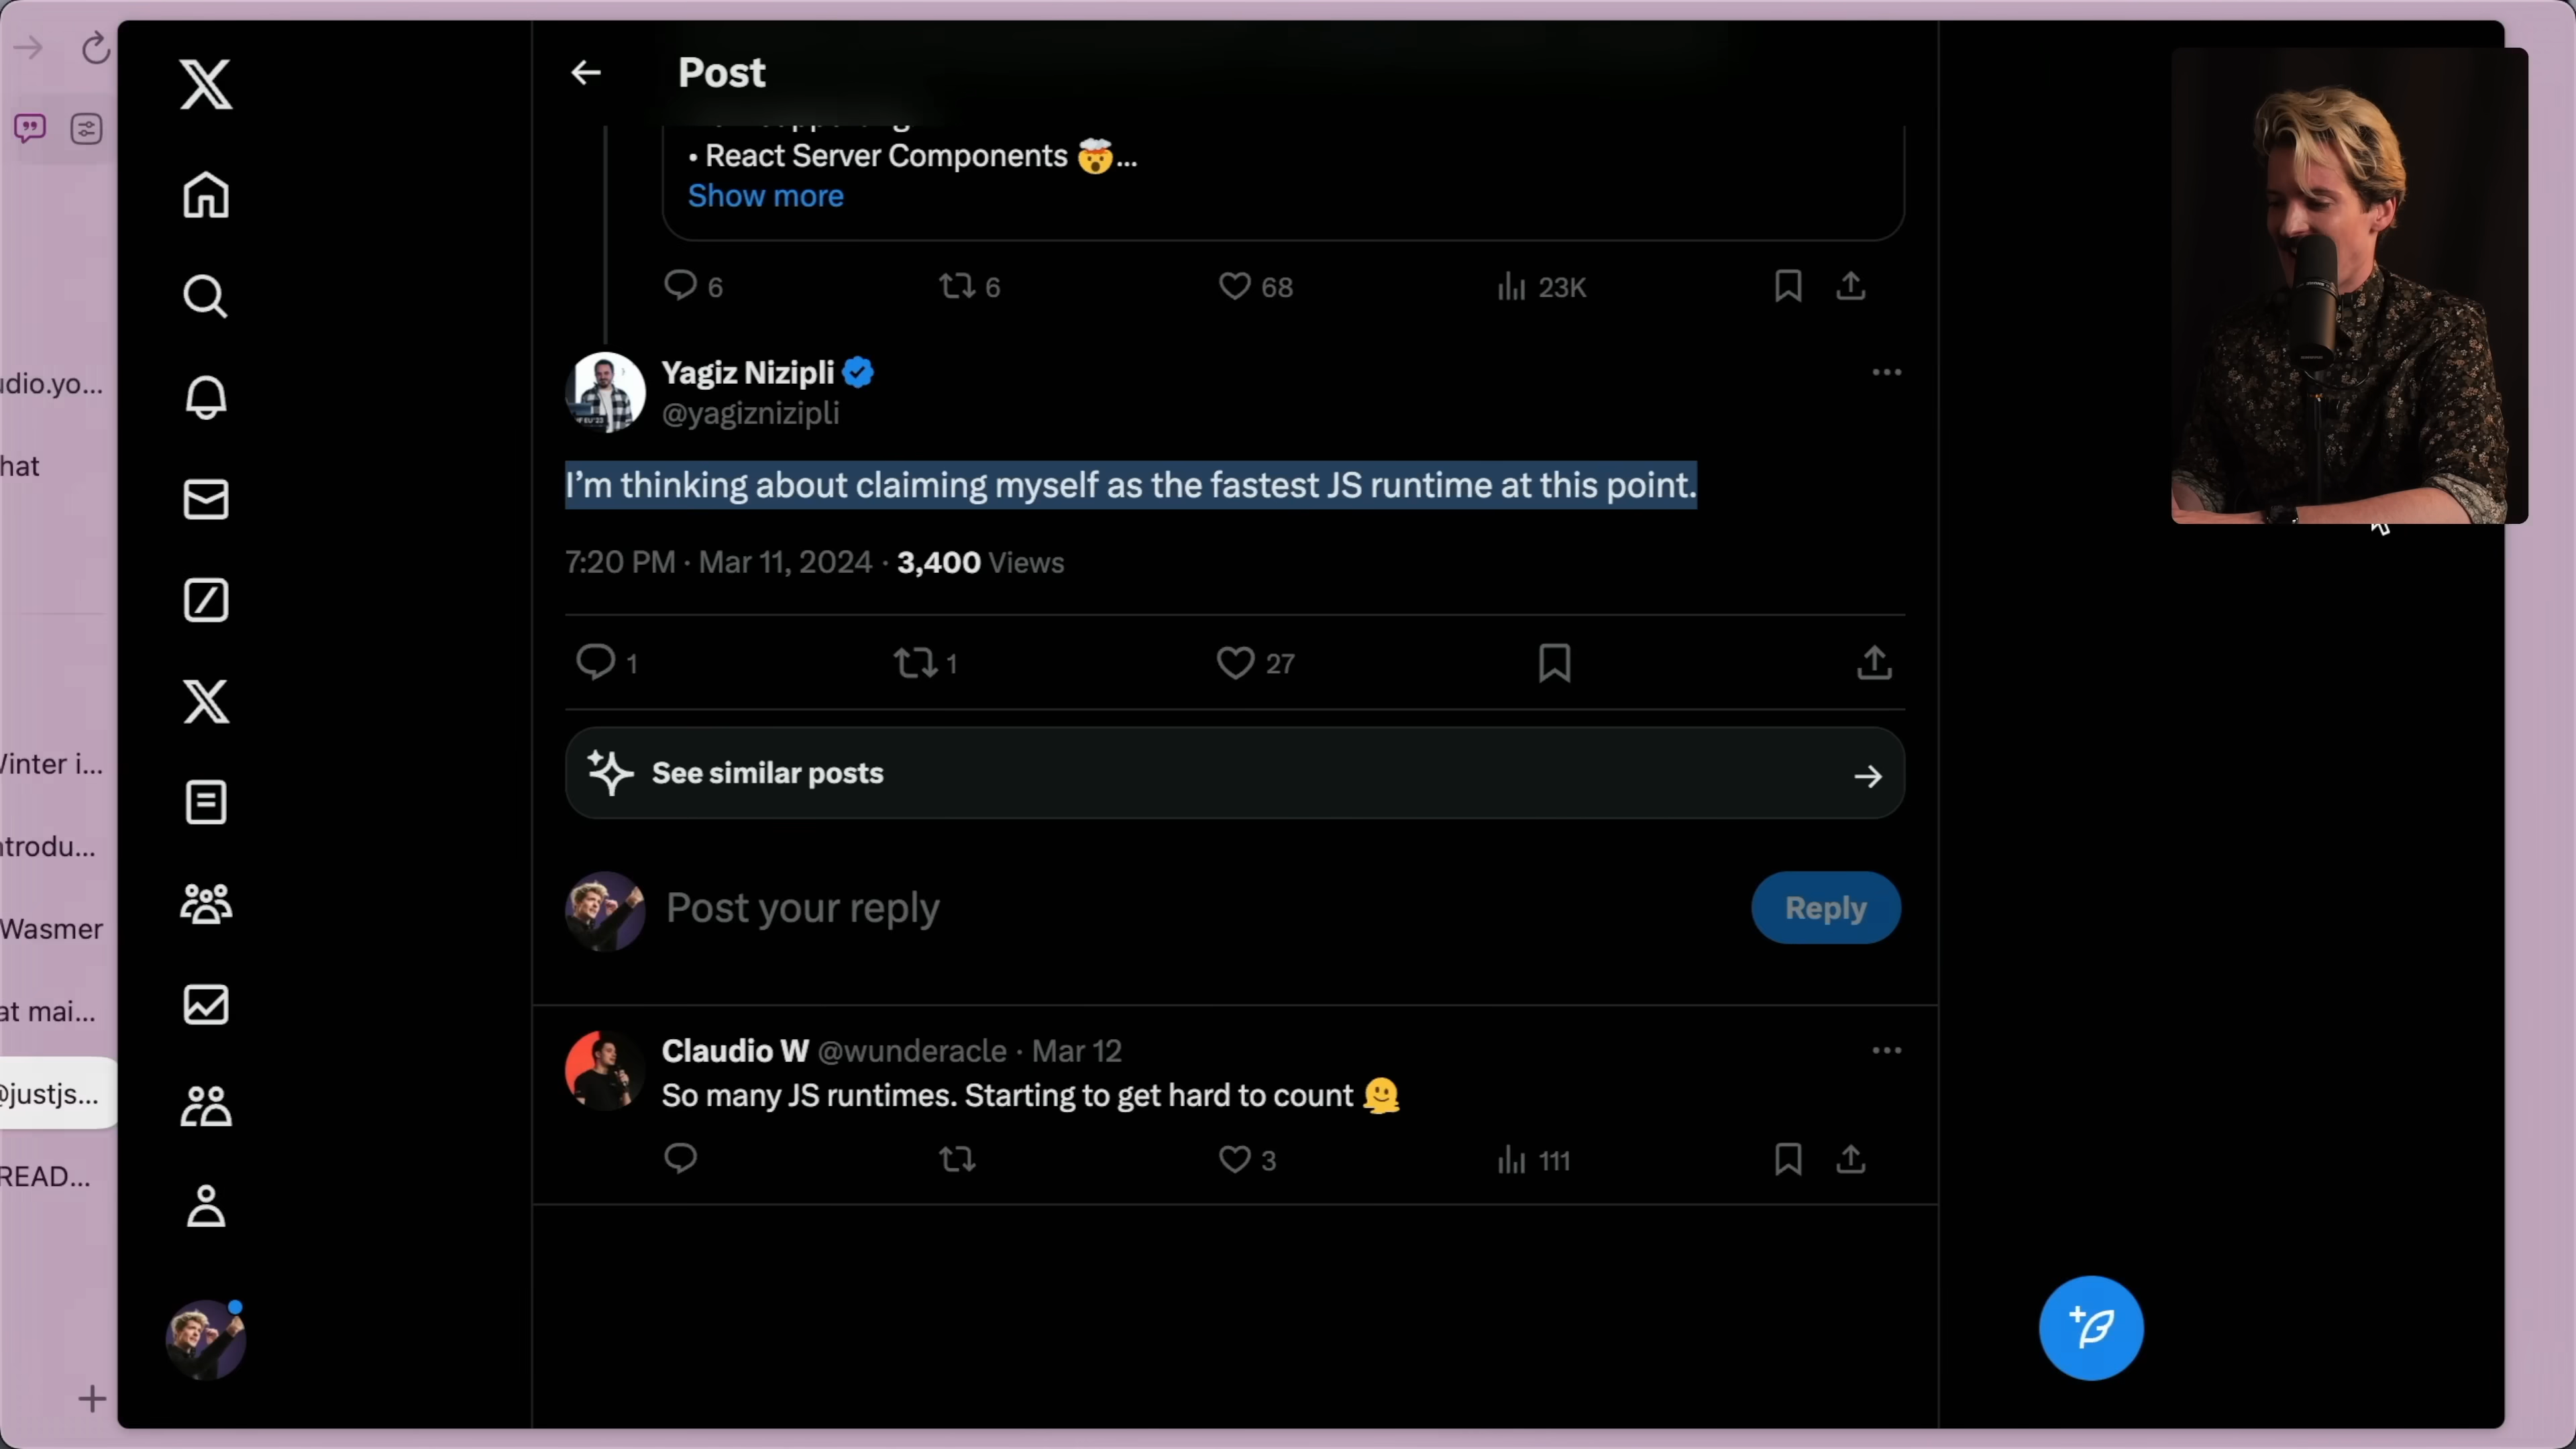 Post
• React Server Components 🤯...
Show more
6
6
68
23K
Yagiz Nizipli
@yagiznizipli
I’m thinking about claiming myself as the fastest JS runtime at this point.
7:20 PM · Mar 11, 2024 · 3,400 Views
1
1
27
See similar posts
Post your reply
Reply
Claudio W @wunderacle · Mar 12
So many JS runtimes. Starting to get hard to count 🫠
3
111
udio.yo...
hat
Winter i...
ntrodu...
Wasmer
at mai...
@justjs...
READ...